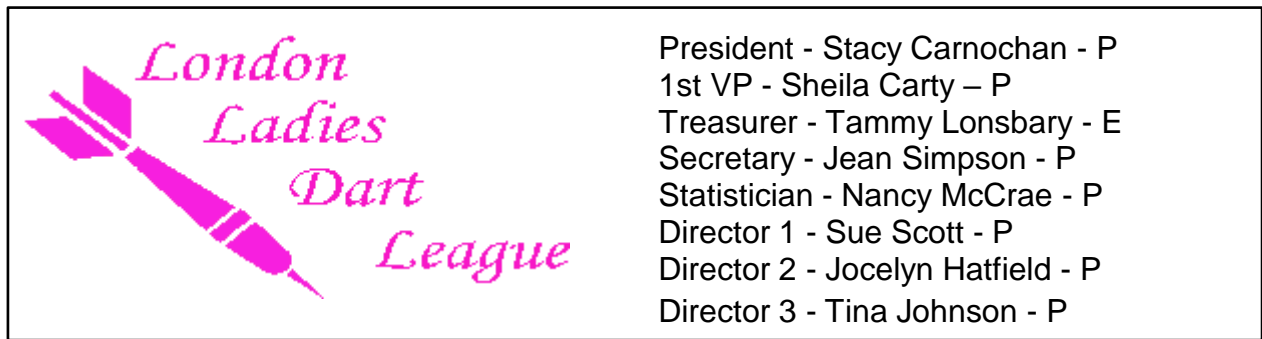 London
Ladies
Dart
League
President - Stacy Carnochan - P
1st VP - Sheila Carty – P
Treasurer - Tammy Lonsbary - E
Secretary - Jean Simpson - P
Statistician - Nancy McCrae - P
Director 1 - Sue Scott - P
Director 2 - Jocelyn Hatfield - P
Director 3 - Tina Johnson - P